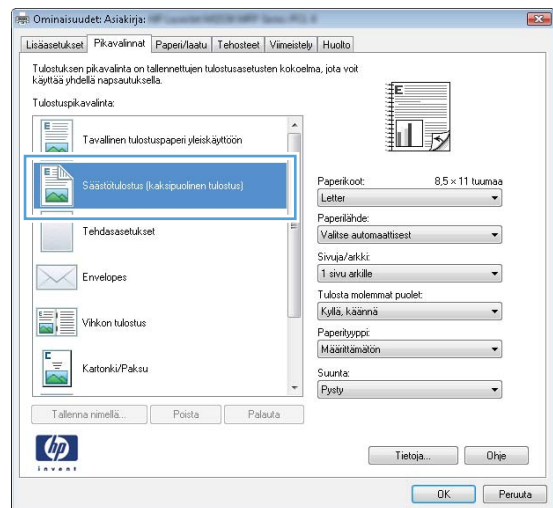 Ominaisuudet: Asiakirja:
Lisäasetukset Pikavalinnat Paperi/laatu Tehosteet Viimeistely Huolto
Tulostuksen pikavalinta on tallennettujen tulostusasetusten kokoelma, jota voit
käyttää yhdellä napsautuksella.
Tulostuspikavalinta:
Tavallinen tulostuspaperi yleiskäyttöön
Säästötulostus (kaksipuolinen tulostus)
Tehdasasetukset
Envelopes
Vihkon tulostus
Kartonki/Paksu
Tallenna nimellä... Poista Palauta
Paperikoot: 8,5 × 11 tuumaa
Letter
Paperilähde:
Valitse automaattisest
Sivuja/arkki:
1 sivu arkille
Tulosta molemmat puolet:
Kyllä, käännä
Paperityyppi:
Määrittämätön
Suunta:
Pysty
hp
invent
Tietoja... Ohje
OK Peruuta